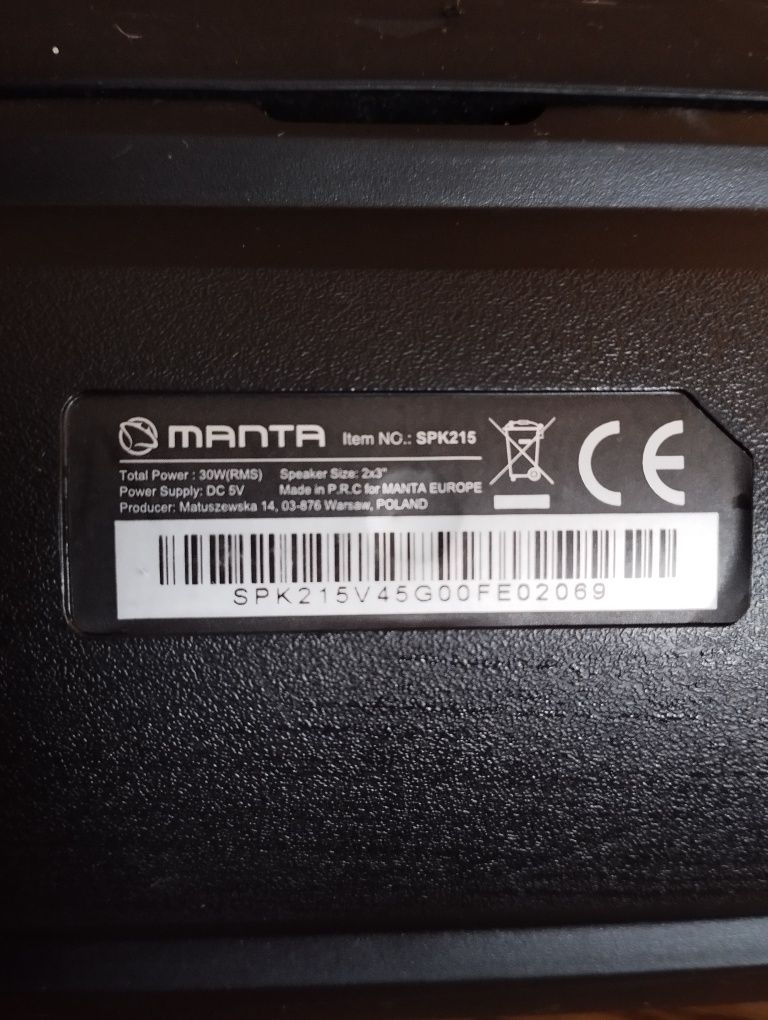 MANTA Item NO.: SPK215
Total Power : 30W(RMS) Speaker Size: 2x3"
Power Supply: DC 5V Made in P.R.C for MANTA EUROPE
Producer: Matuszewska 14, 03-876 Warsaw, POLAND
CE
SPK215V45G00FE02069